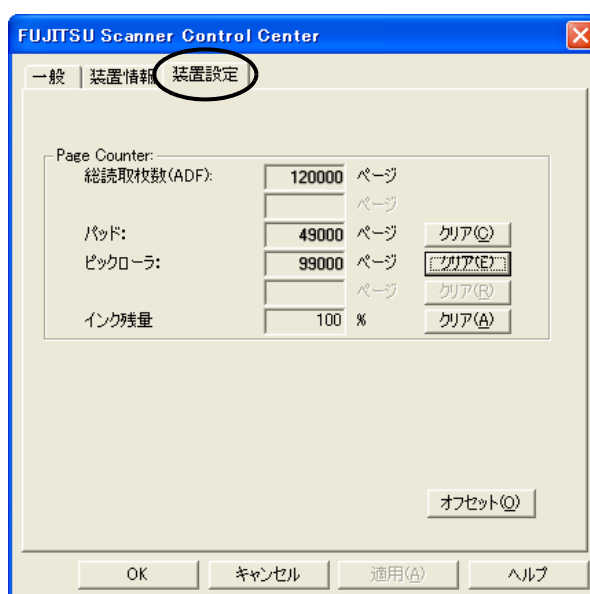 FUJITSU Scanner Control Center
一般 装置情報 装置設定
Page Counter:
総読取枚数(ADF): 120000 ページ
ページ
パッド: 49000 ページ クリア(C)
ピックローラ: 99000 ページ クリア(E)
ページ クリア(R)
インク残量 100 % クリア(A)
オフセット(O)
OK キャンセル 適用(A) ヘルプ